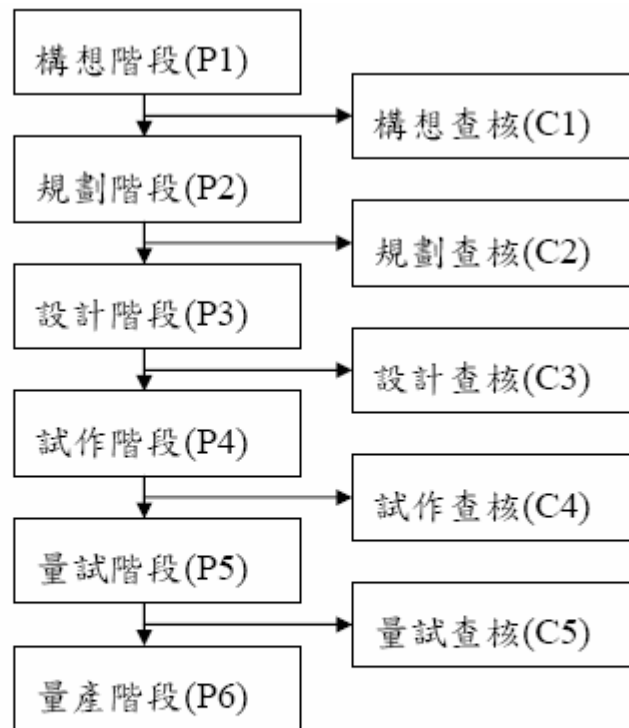 構想階段(P1)
構想查核(C1)
規劃階段(P2)
規劃查核(C2)
設計階段(P3)
設計查核(C3)
試作階段(P4)
試作查核(C4)
量試階段(P5)
量試查核(C5)
量產階段(P6)